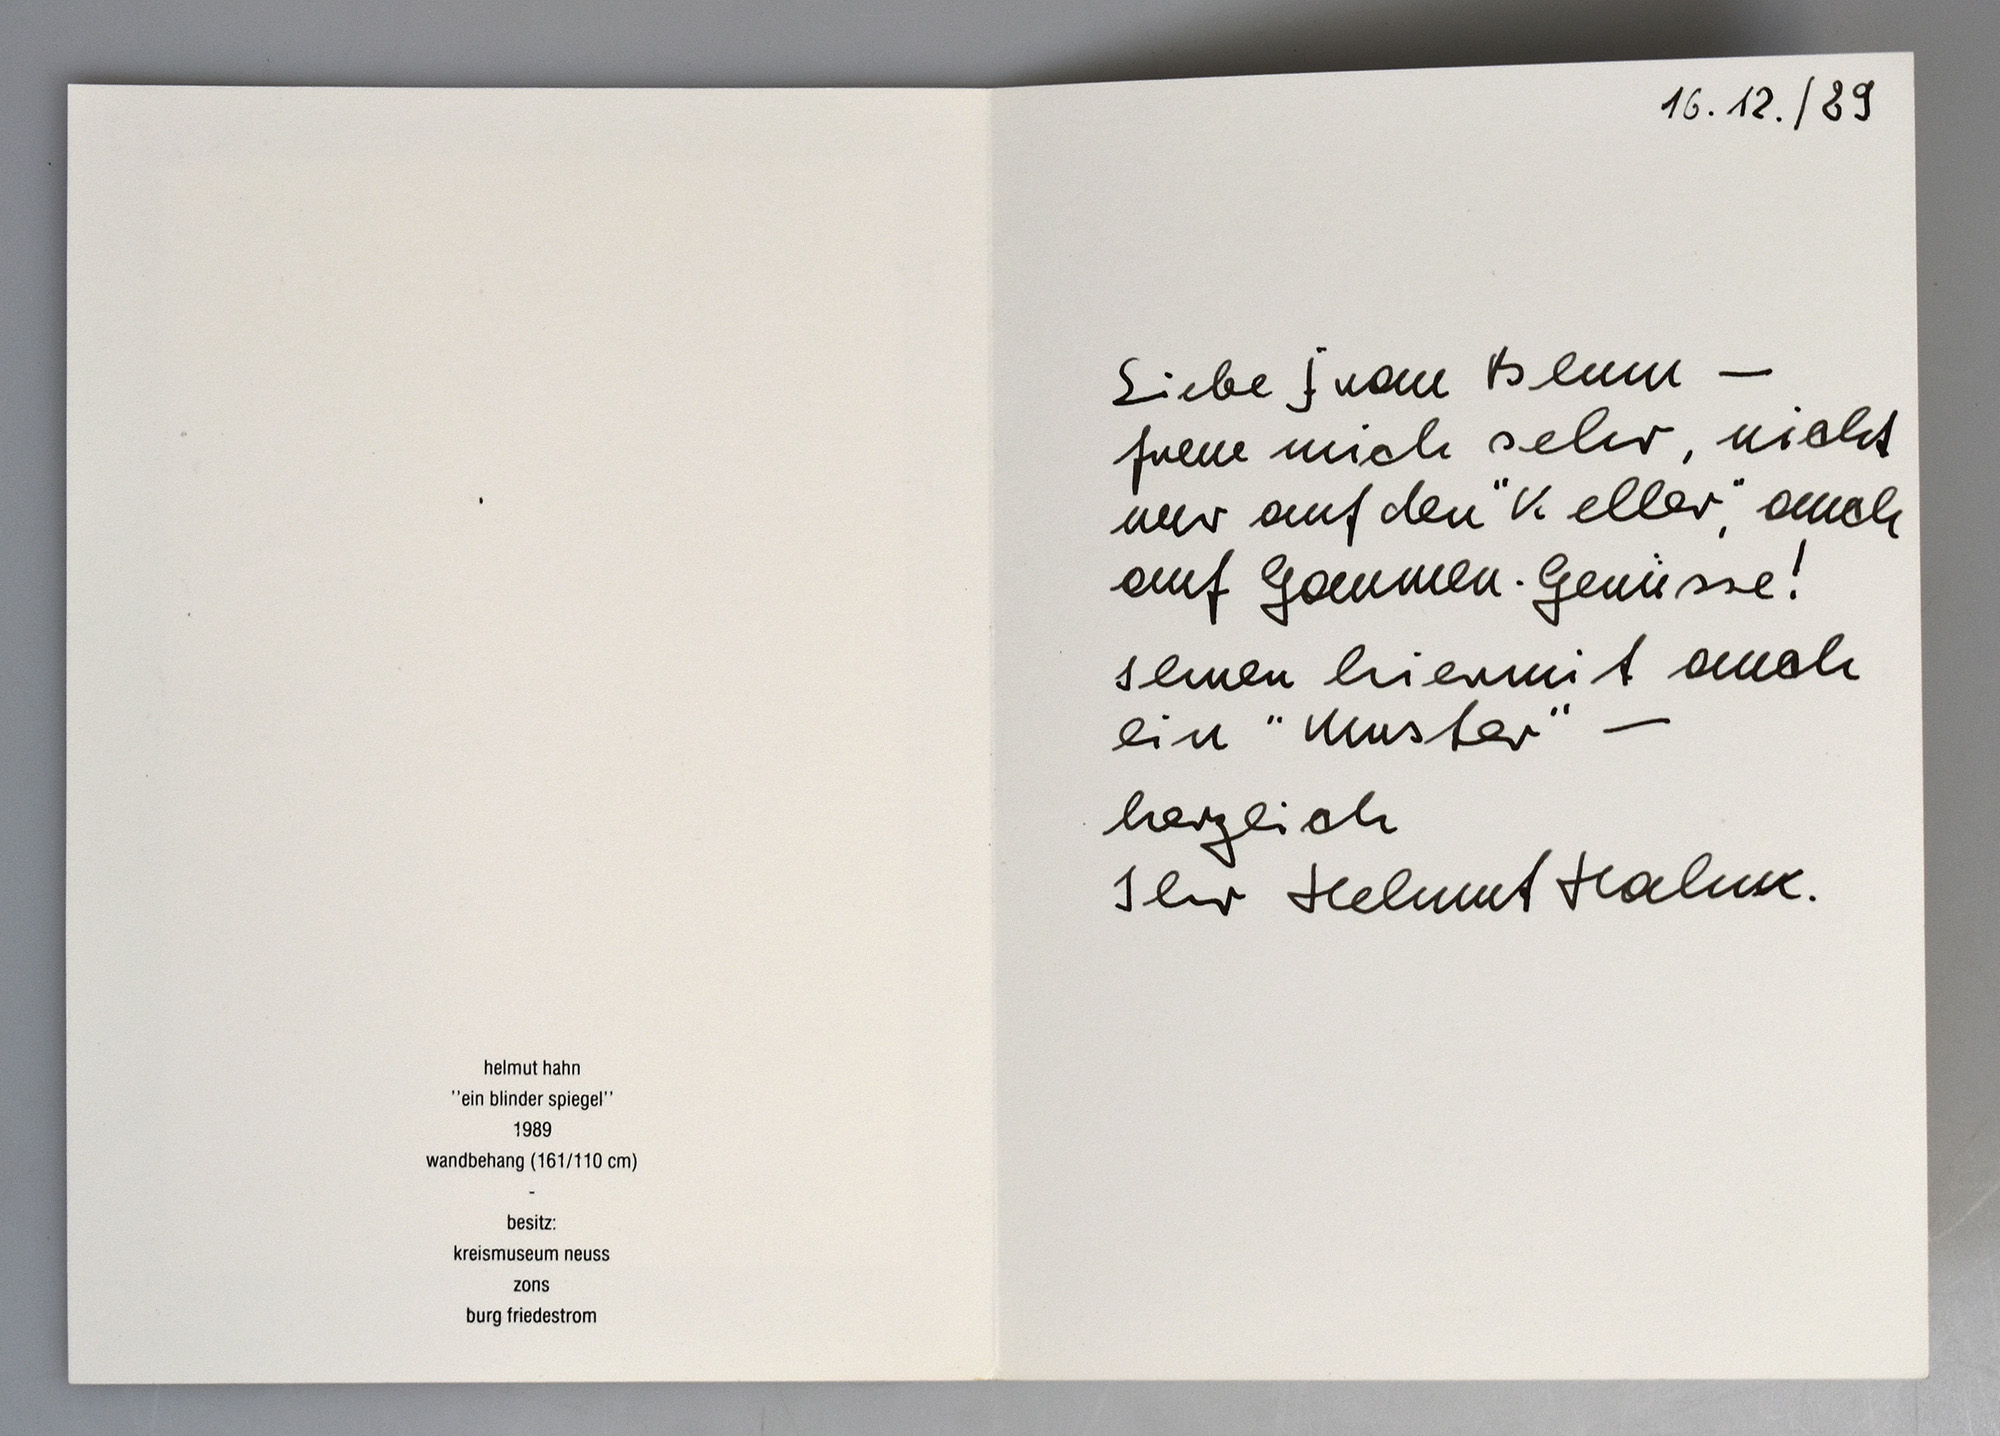 helmut hahn
''ein blinder spiegel''
1989
wandbehang (161/110 cm)
-
besitz:
kreismuseum neuss
zons
burg friedestrom
16.12./89
Liebe Frau Blum —
freue mich sehr, nicht
nur auf den "Keller", auch
auf Gaumen-Genüsse!
hiermit auch
ein "Muster" —
herzlich
Ihr Helmut Hahn.